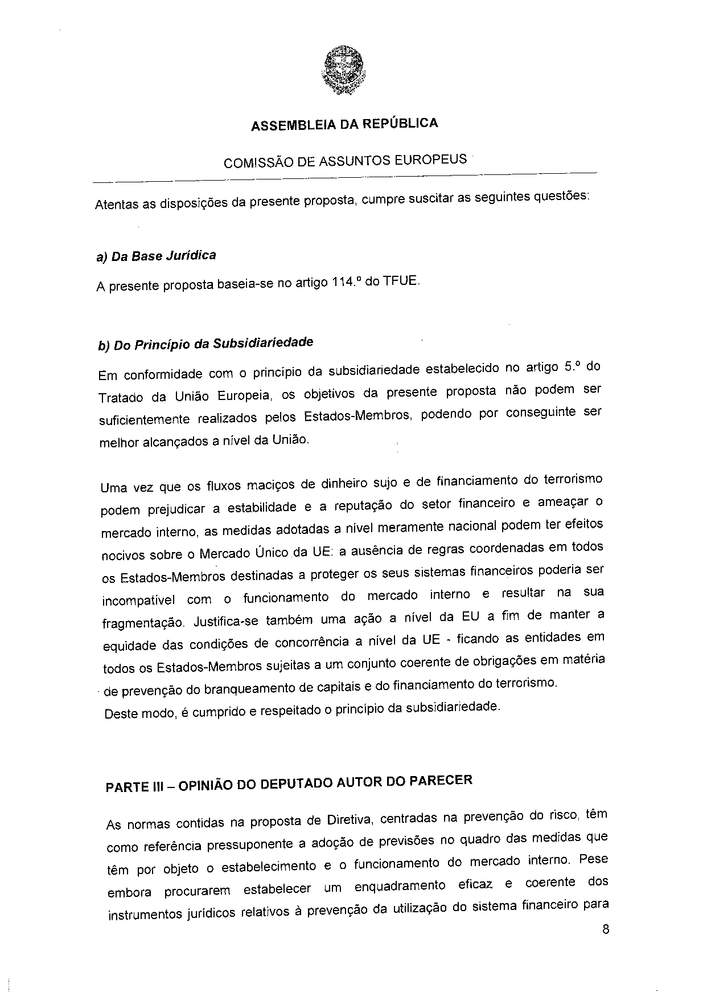 ASSEMBLEIA DA REPÚBLICA
COMISSÃO DE ASSUNTOS EUROPEUS
Atentas as disposições da presente proposta, cumpre suscitar as seguintes questões:
a) Da Base Jurídica
A presente proposta baseia-se no artigo 114.º do TFUE.
b) Do Princípio da Subsidiariedade
Em conformidade com o princípio da subsidiariedade estabelecido no artigo 5.º do
Tratado da União Europeia, os objetivos da presente proposta não podem ser
suficientemente realizados pelos Estados-Membros, podendo por conseguinte ser
melhor alcançados a nível da União.
Uma vez que os fluxos maciços de dinheiro sujo e de financiamento do terrorismo
podem prejudicar a estabilidade e a reputação do setor financeiro e ameaçar o
mercado interno, as medidas adotadas a nível meramente nacional podem ter efeitos
nocivos sobre o Mercado Único da UE: a ausência de regras coordenadas em todos
os Estados-Membros destinadas a proteger os seus sistemas financeiros poderia ser
incompatível com o funcionamento do mercado interno e resultar na sua
fragmentação. Justifica-se também uma ação a nível da EU a fim de manter a
equidade das condições de concorrência a nível da UE - ficando as entidades em
todos os Estados-Membros sujeitas a um conjunto coerente de obrigações em matéria
de prevenção do branqueamento de capitais e do financiamento do terrorismo.
Deste modo, é cumprido e respeitado o princípio da subsidiariedade.
PARTE III – OPINIÃO DO DEPUTADO AUTOR DO PARECER
As normas contidas na proposta de Diretiva, centradas na prevenção do risco, têm
como referência pressuponente a adoção de previsões no quadro das medidas que
têm por objeto o estabelecimento e o funcionamento do mercado interno. Pese
embora procurarem estabelecer um enquadramento eficaz e coerente dos
instrumentos jurídicos relativos à prevenção da utilização do sistema financeiro para
8